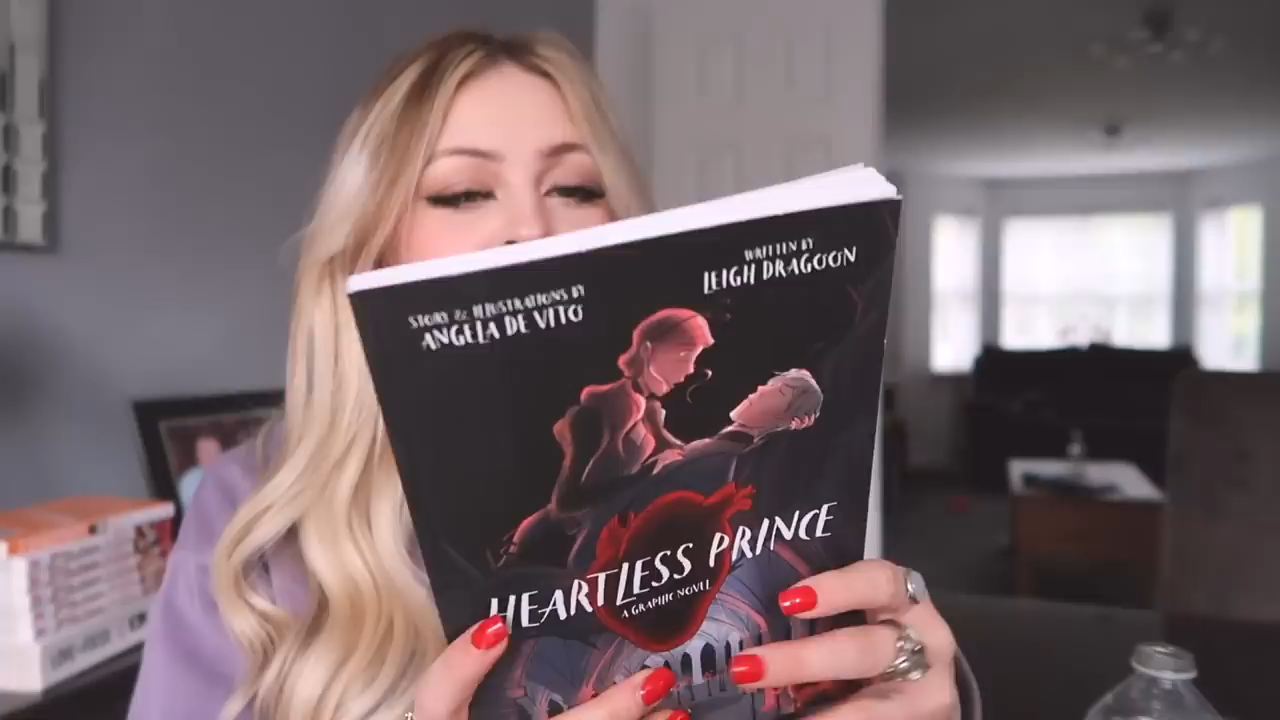 STORY & ILLUSTRATIONS BY
ANGELA DE VITO
WRITTEN BY
LEIGH DRAGOON
HEARTLESS PRINCE
A GRAPHIC NOVEL